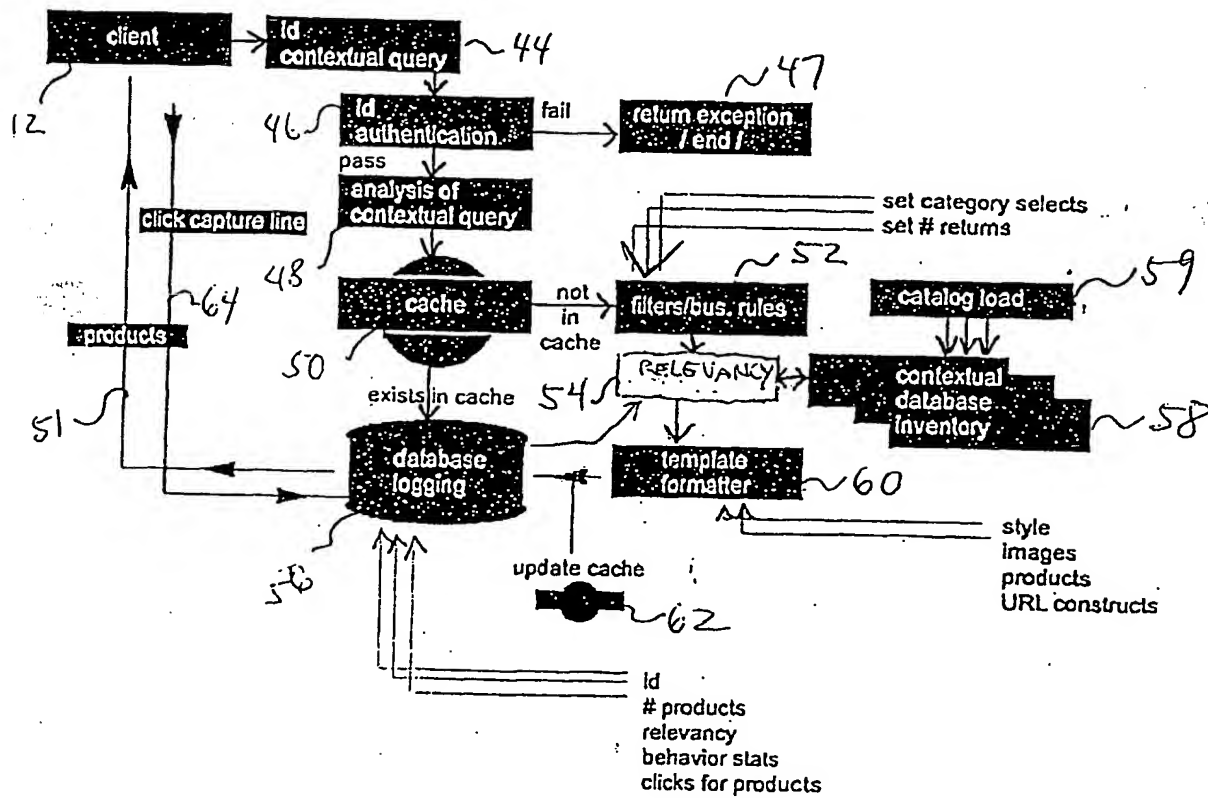 client
Id
contextual query
44
12
47
46
Id
authentication
fail
return exception
/ end /
pass
analysis of
contextual query
click capture line
set category selects
set # returns
48
52
59
64
cache
not
in
cache
filters/bus. rules
catalog load
products
50
RELEVANCY
contextual
database
inventory
54
exists in cache
51
58
database
logging
template
formatter
60
style
images
products
URL constructs
update cache
62
Id
# products
relevancy
behavior stats
clicks for products